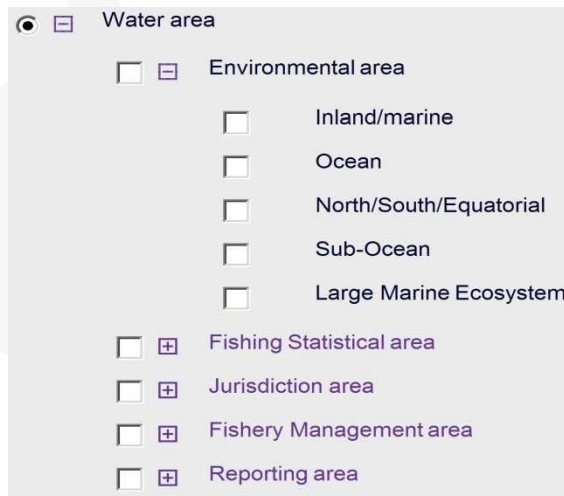 Water area
Environmental area
Inland/marine
Ocean
North/South/Equatorial
Sub-Ocean
Large Marine Ecosystem
Fishing Statistical area
Jurisdiction area
Fishery Management area
Reporting area